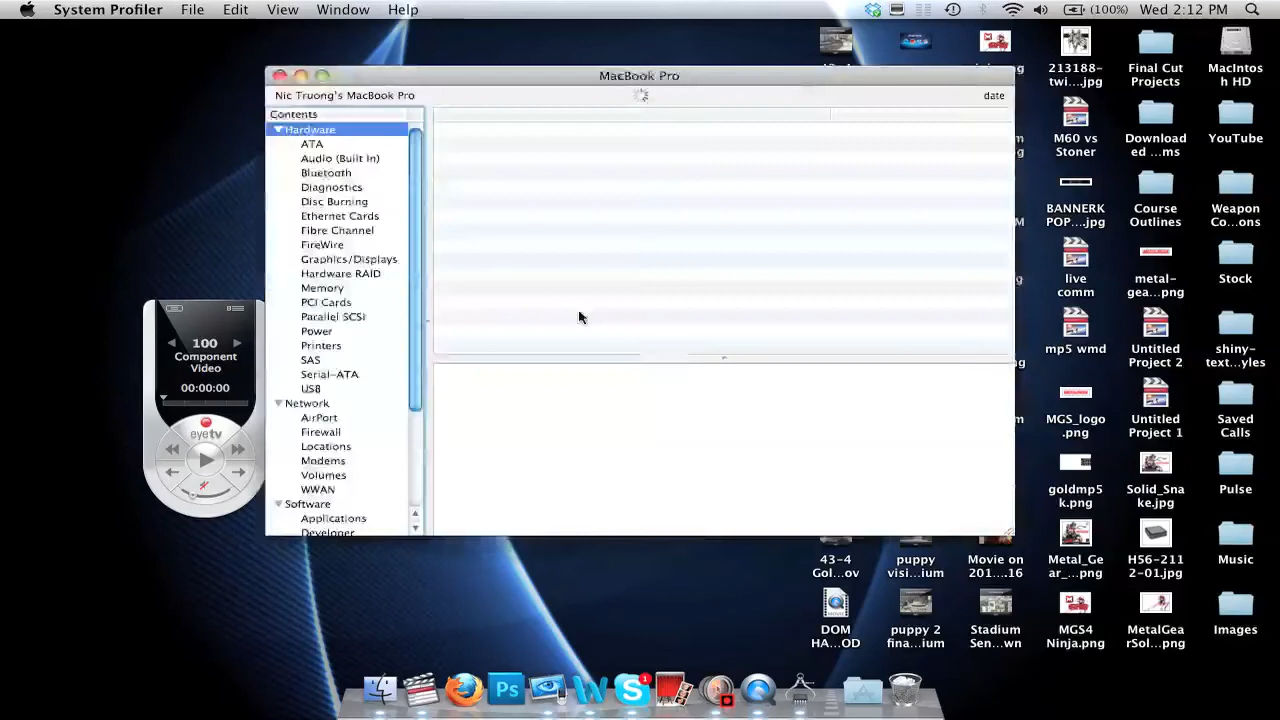 System Profiler File Edit View Window Help (100%) Wed 2:12 PM
MacBook Pro
Nic Truong's MacBook Pro
date
Contents
Hardware
ATA
Audio (Built In)
Bluetooth
Diagnostics
Disc Burning
Ethernet Cards
Fibre Channel
FireWire
Graphics/Displays
Hardware RAID
Memory
PCI Cards
Parallel SCSI
Power
Printers
SAS
Serial-ATA
USB
Network
AirPort
Firewall
Locations
Modems
Volumes
WWAN
Software
Applications
Developer
100
Component
Video
00:00:00
eyetv
213188-
twi...jpg
Final Cut
Projects
MacIntos
h HD
M60 vs
Stoner
Download
ed ...ms
YouTube
BANNERK
POP...jpg
Course
Outlines
Weapon
Co...ons
live
comm
metal-
gea...png
Stock
mp5 wmd
Untitled
Project 2
shiny-
text...yles
MGS_logo
.png
Untitled
Project 1
Saved
Calls
goldmp5
k.png
Solid_Sna
ke.jpg
Pulse
43-4
Gol...ov
puppy
visi...ium
Movie on
201...16
Metal_Ge
ar_...png
H56-211
2-01.jpg
Music
DOM
HA...OD
puppy 2
fina...ium
Stadium
Sen...wn
MGS4
Ninja.png
MetalGear
Sol...png
Images
Ps
W
S
1